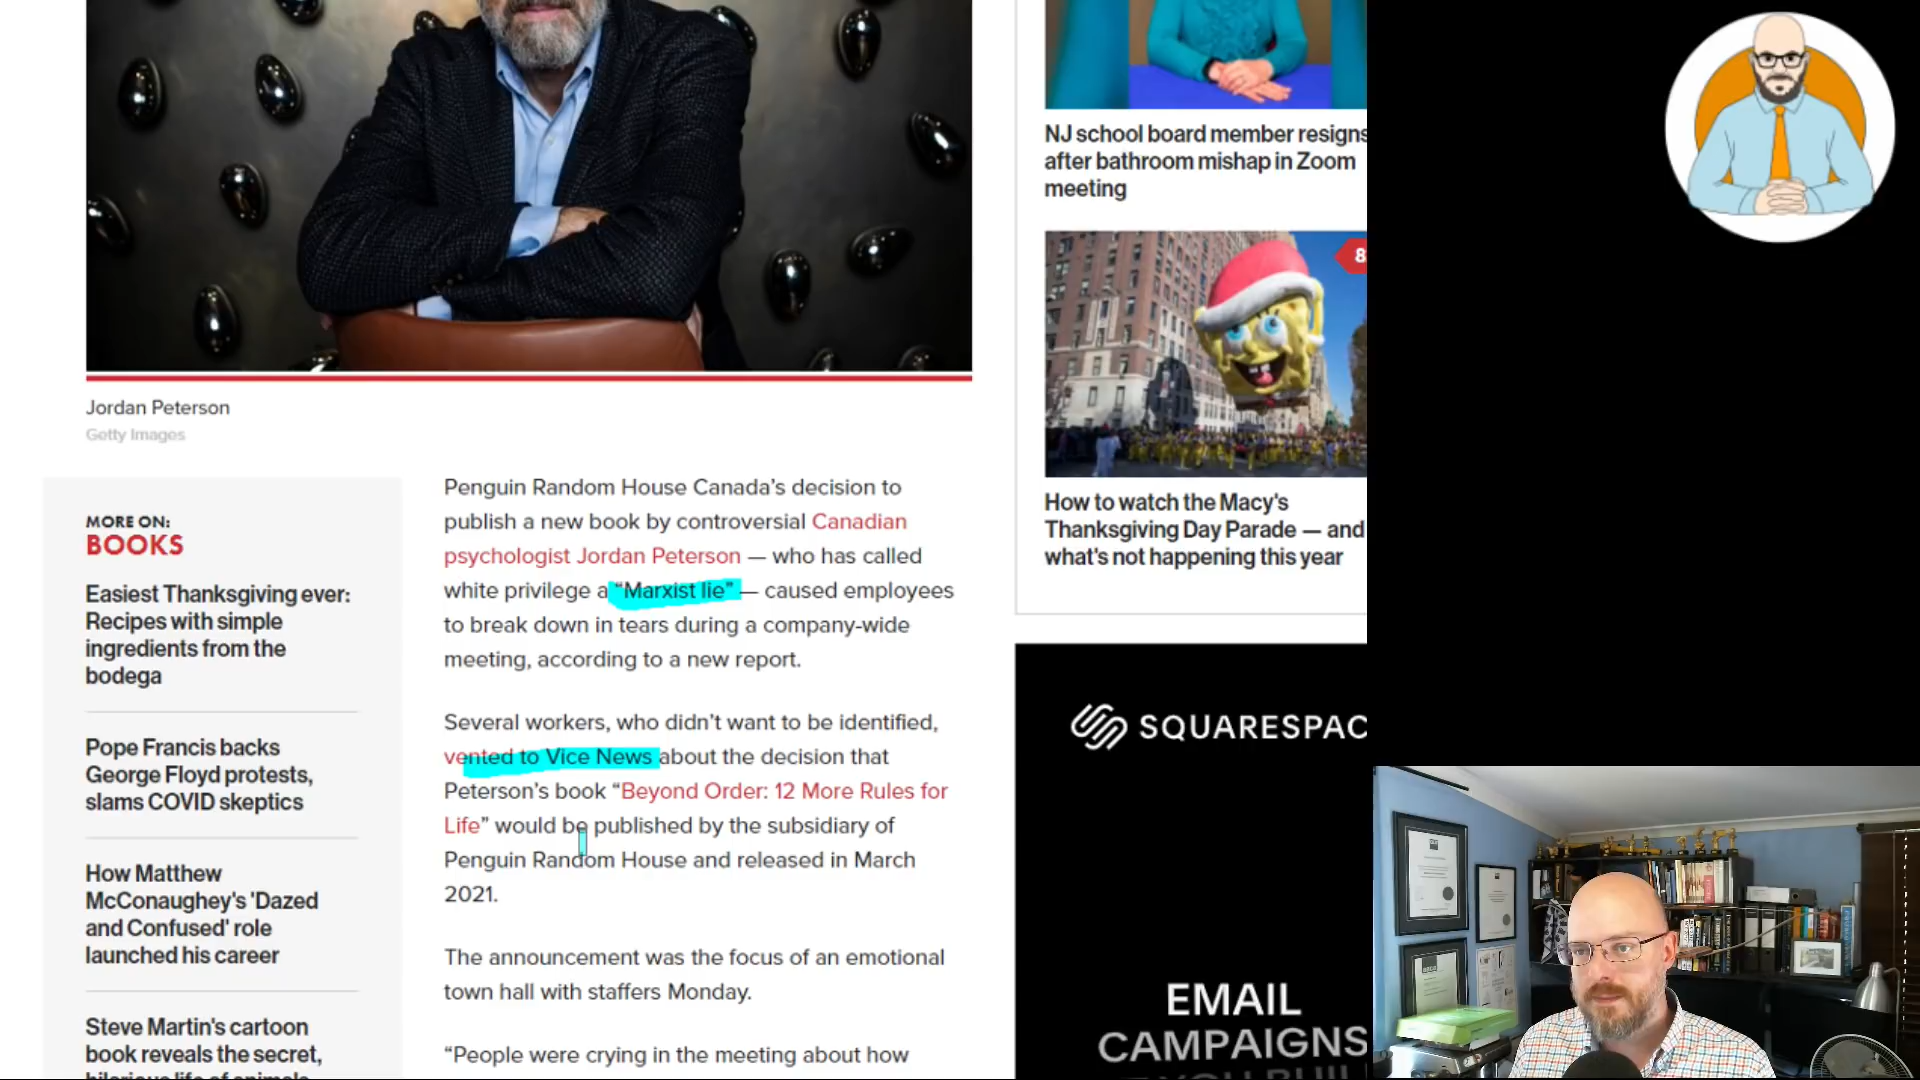 NJ school board member resigns
after bathroom mishap in Zoom
meeting
8
How to watch the Macy's
Thanksgiving Day Parade — and
what's not happening this year
Jordan Peterson
Getty Images
MORE ON:
BOOKS
Easiest Thanksgiving ever:
Recipes with simple
ingredients from the
bodega
Pope Francis backs
George Floyd protests,
slams COVID skeptics
How Matthew
McConaughey's 'Dazed
and Confused' role
launched his career
Steve Martin's cartoon
book reveals the secret,
hilarious life of animals
Penguin Random House Canada's decision to
publish a new book by controversial Canadian
psychologist Jordan Peterson — who has called
white privilege a “Marxist lie” — caused employees
to break down in tears during a company-wide
meeting, according to a new report.
Several workers, who didn't want to be identified,
vented to Vice News about the decision that
Peterson's book “Beyond Order: 12 More Rules for
Life” would be published by the subsidiary of
Penguin Random House and released in March
2021.
The announcement was the focus of an emotional
town hall with staffers Monday.
“People were crying in the meeting about how
SQUARESPAC
EMAIL
CAMPAIGNS